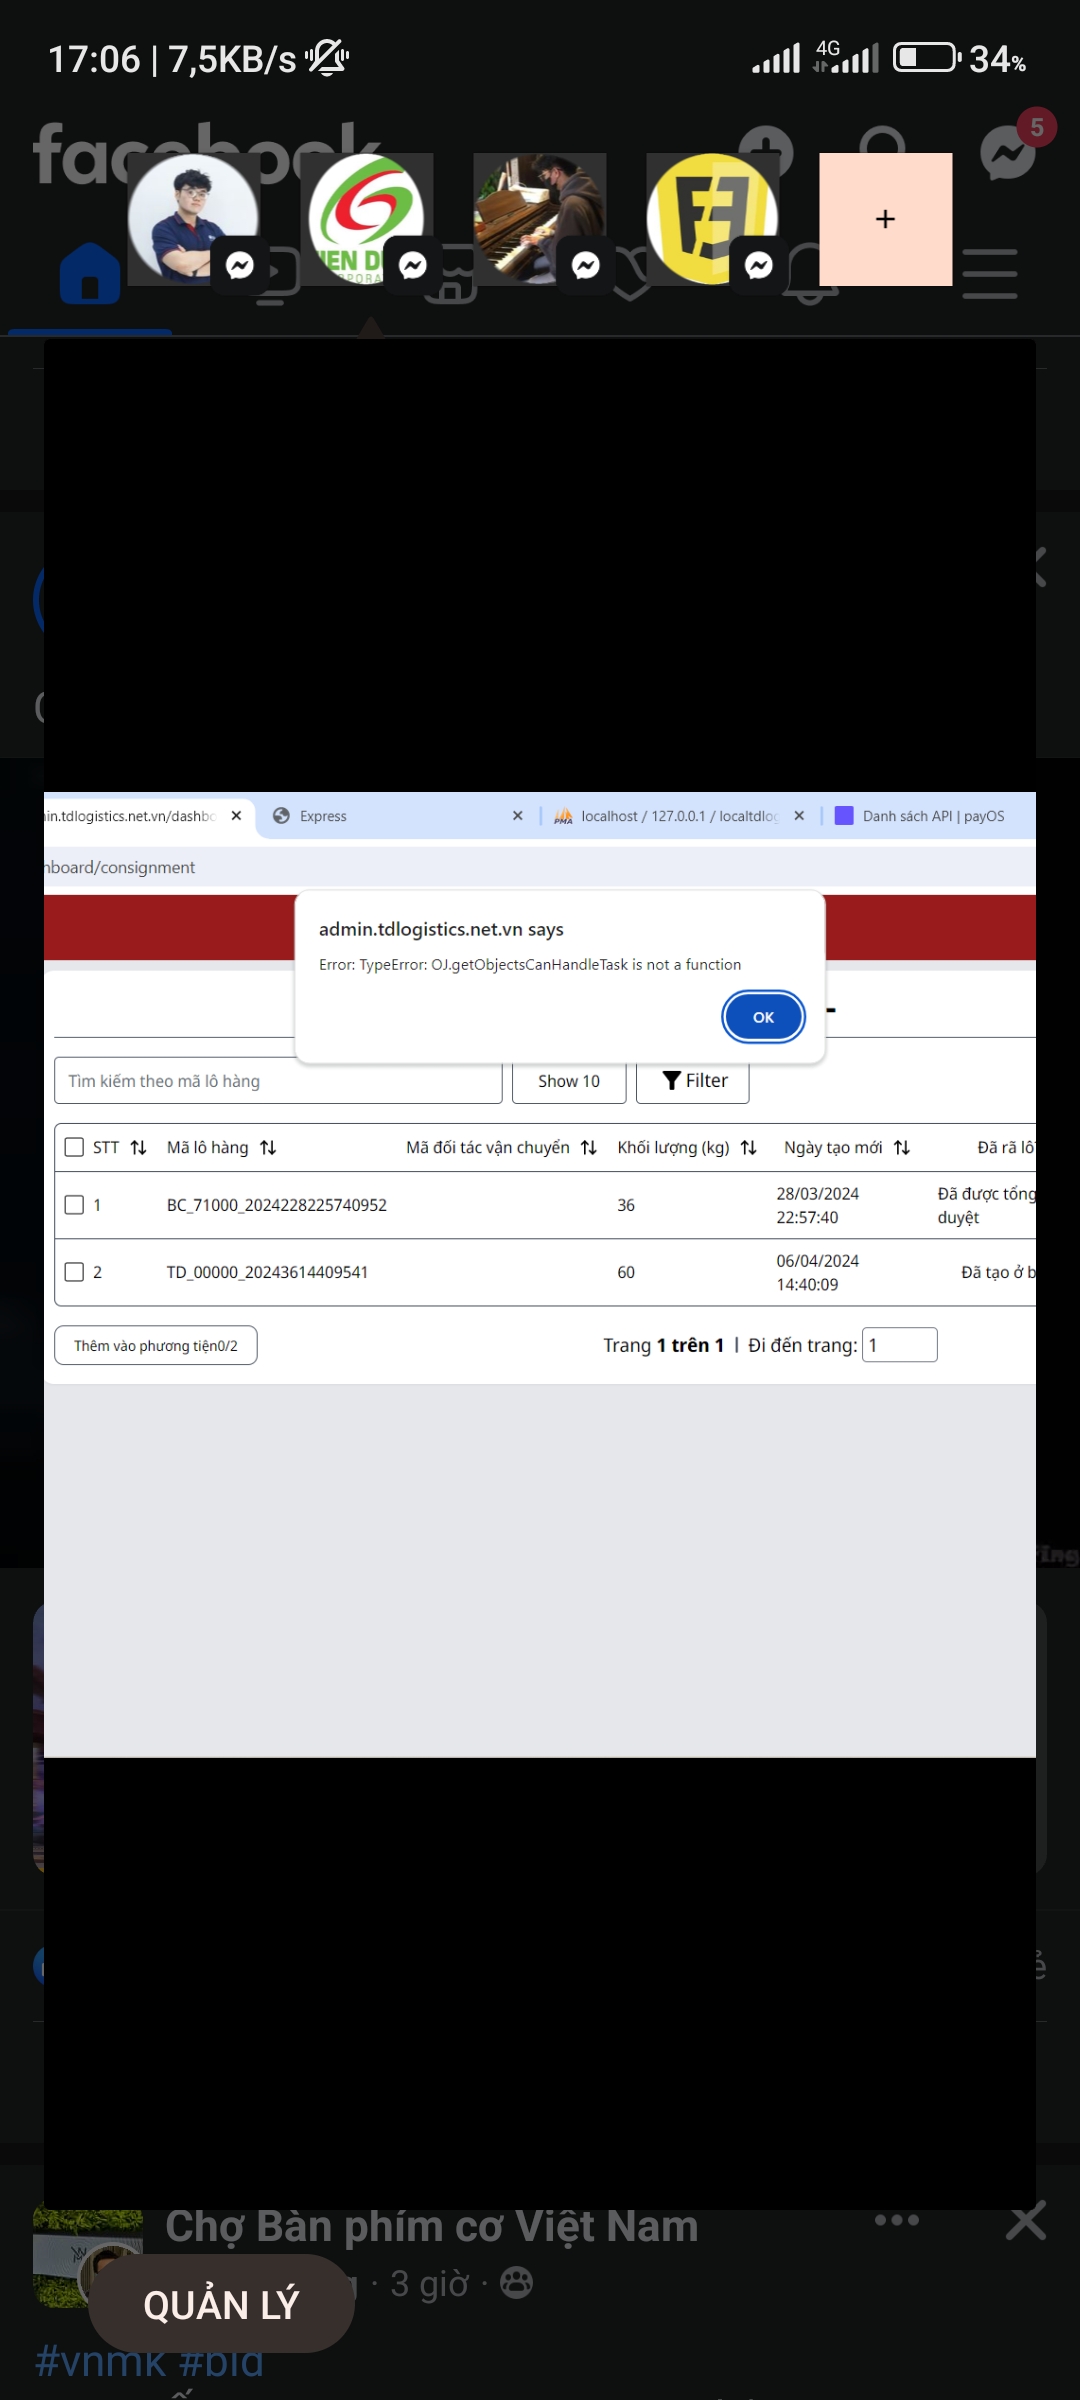 17:06 | 7,5KB/s
4G
34%
facebook
5
+
in.tdlogistics.net.vn/dashbo
Express
localhost / 127.0.0.1 / localtdlog
Danh sách API | payOS
nboard/consignment
admin.tdlogistics.net.vn says
Error: TypeError: OJ.getObjectsCanHandleTask is not a function
OK
Tìm kiếm theo mã lô hàng
Show 10
Filter
STT
Mã lô hàng
Mã đối tác vận chuyển
Khối lượng (kg)
Ngày tạo mới
Đã rã lô
1
BC_71000_2024228225740952
36
28/03/2024
22:57:40
Đã được tổng
duyệt
2
TD_00000_20243614409541
60
06/04/2024
14:40:09
Đã tạo ở b
Thêm vào phương tiện0/2
Trang 1 trên 1 | Đi đến trang: 1
Chợ Bàn phím cơ Việt Nam
· 3 giờ ·
QUẢN LÝ
#vnmk #bld